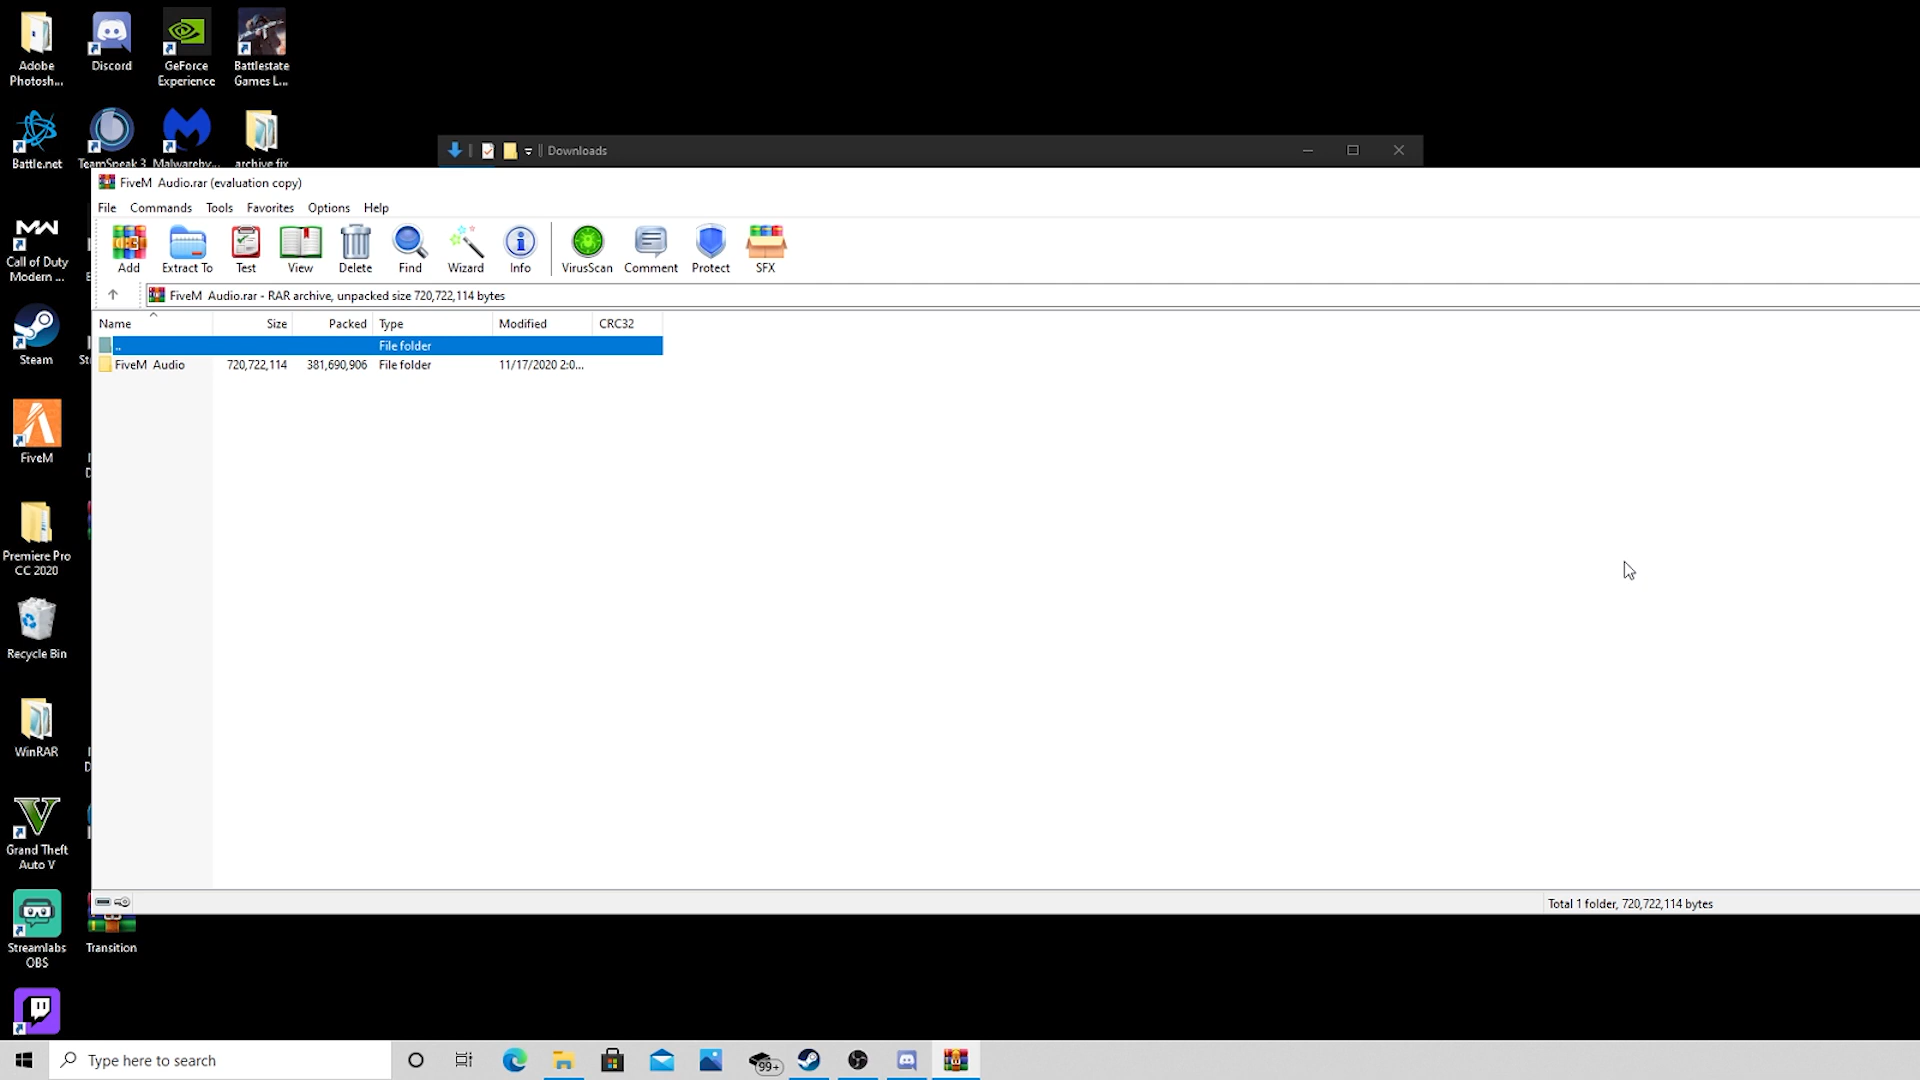 Adobe
Photosh...
Discord
GeForce
Experience
Battlestate
Games L...
Battle.net
TeamSpeak 3
Malwareby...
archive fix
Downloads
FiveM Audio.rar (evaluation copy)
File Commands Tools Favorites Options Help
Add Extract To Test View Delete Find Wizard Info VirusScan Comment Protect SFX
FiveM Audio.rar - RAR archive, unpacked size 720,722,114 bytes
Name Size Packed Type Modified CRC32
.. File folder
FiveM Audio 720,722,114 381,690,906 File folder 11/17/2020 2:0...
Total 1 folder, 720,722,114 bytes
MW
Call of Duty
Modern ...
Steam
FiveM
Premiere Pro
CC 2020
Recycle Bin
WinRAR
Grand Theft
Auto V
Streamlabs
OBS
Transition
Type here to search
99+